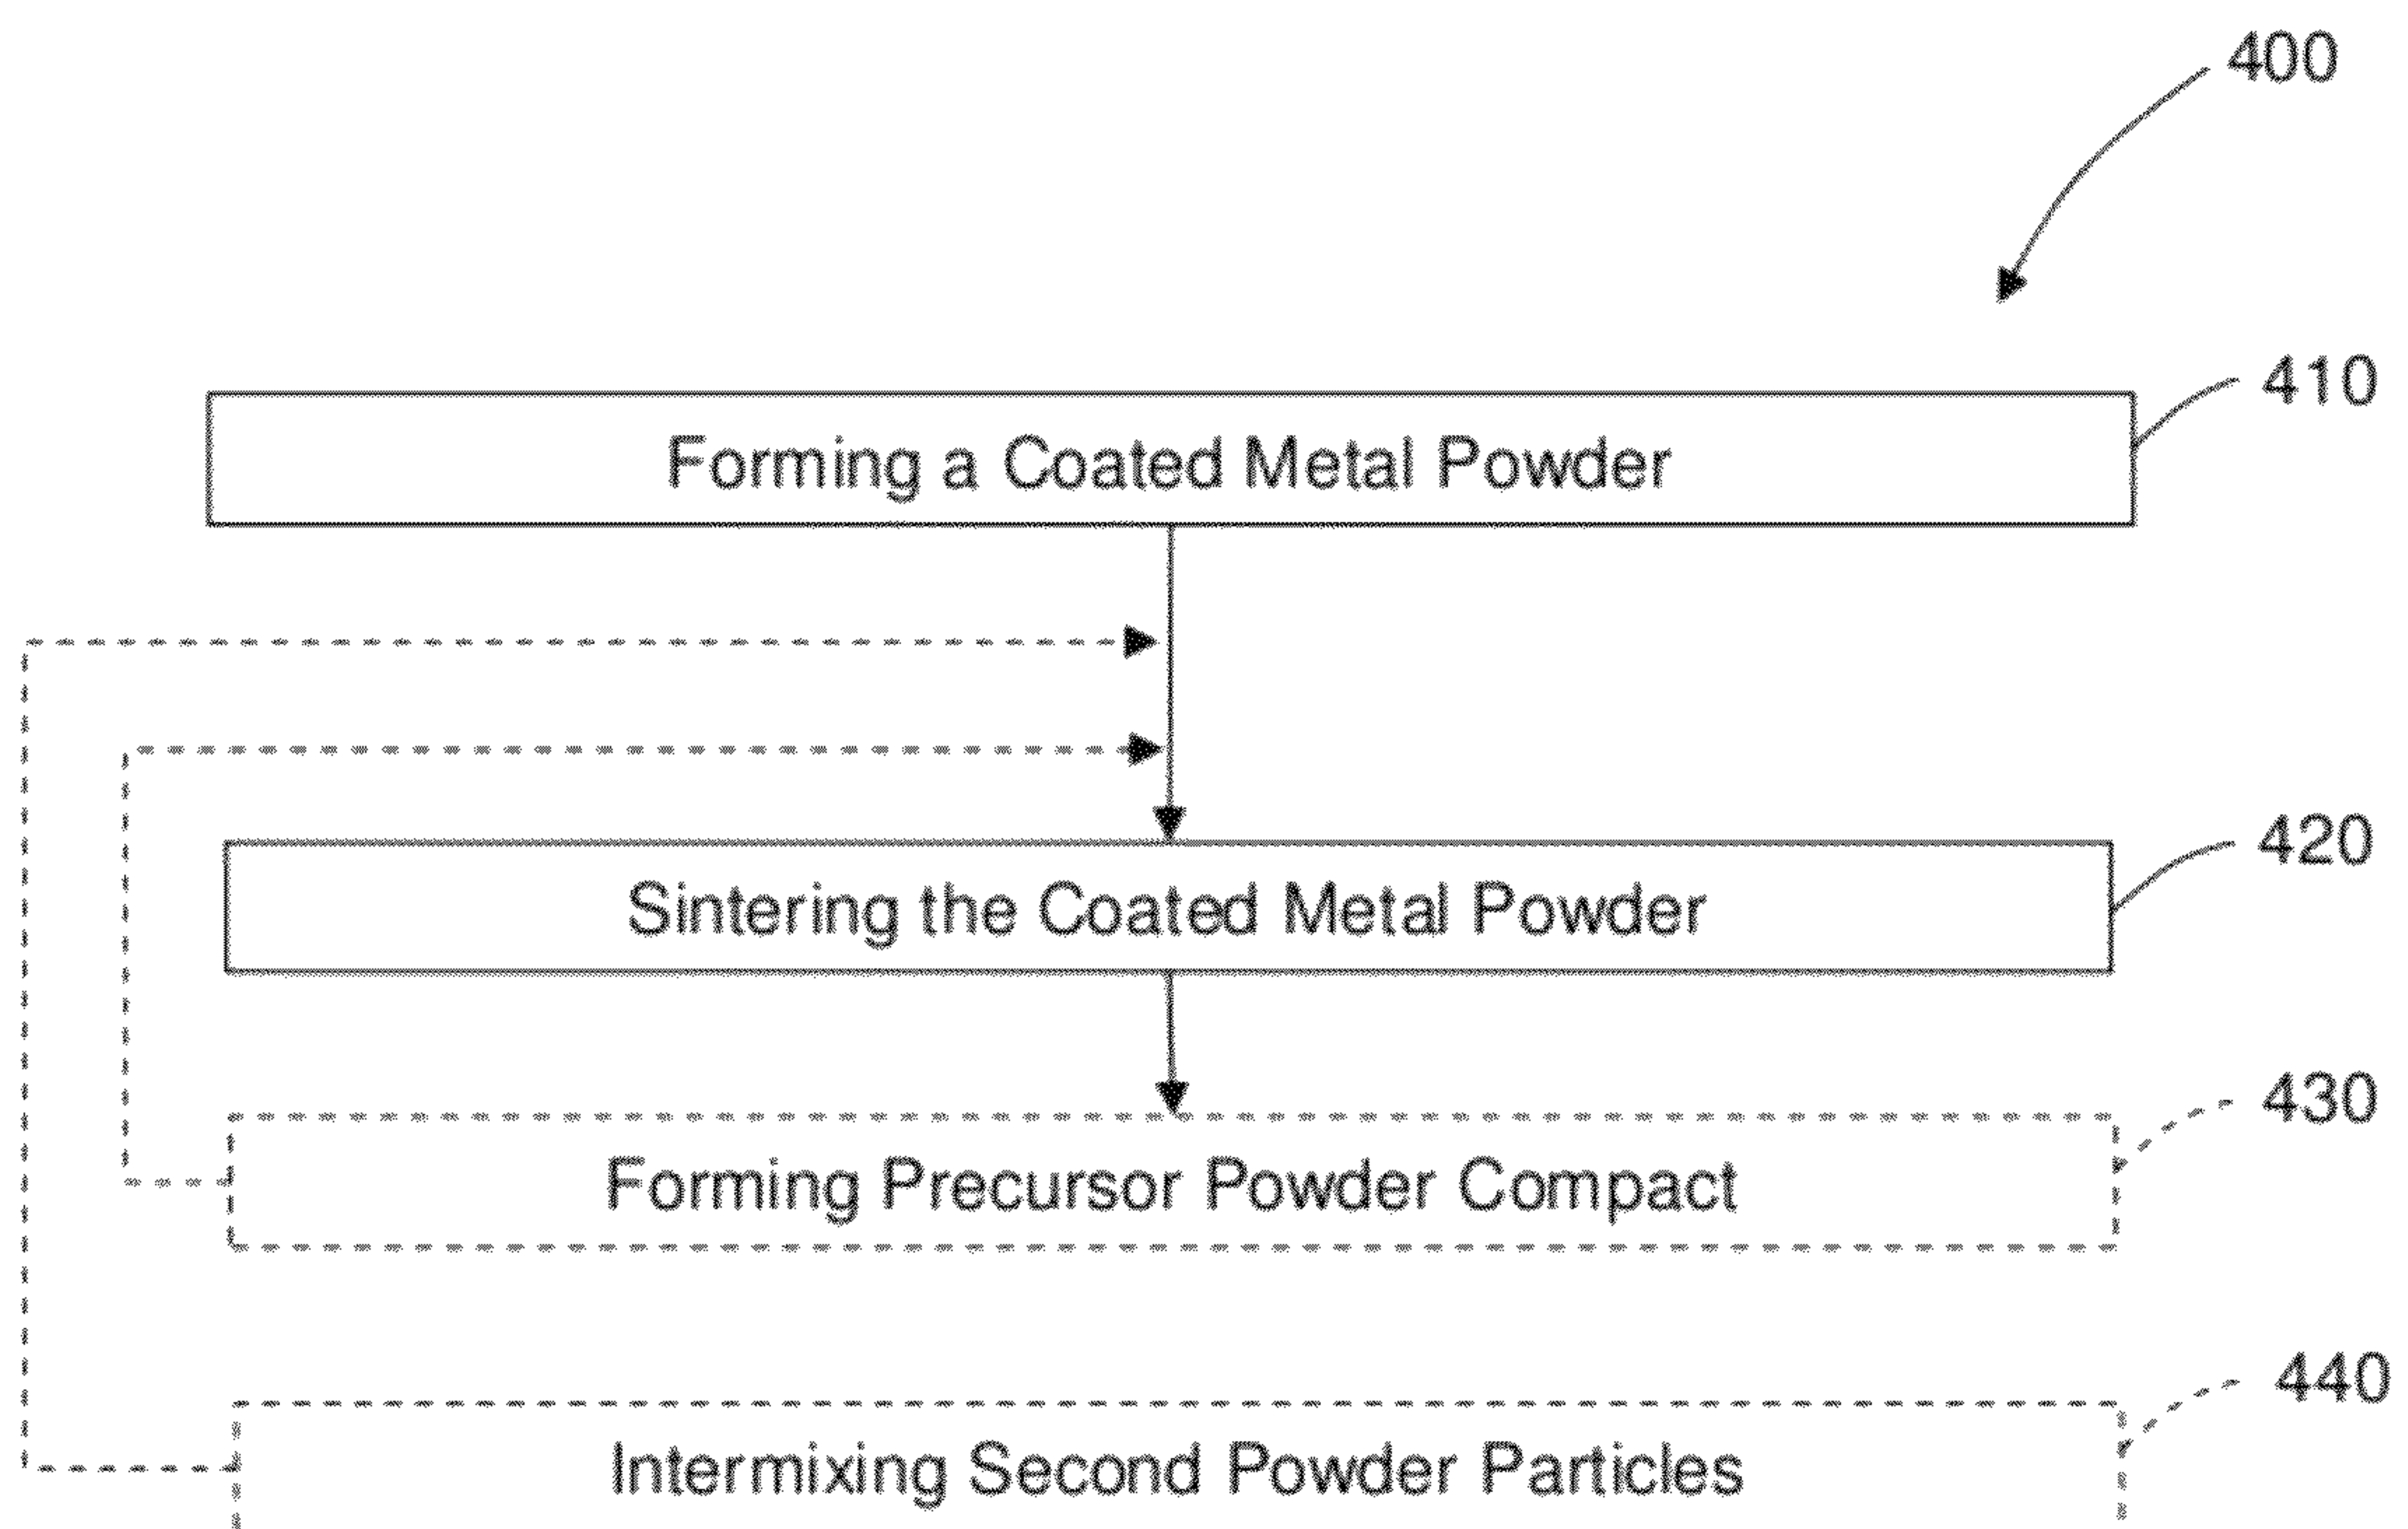 400
410
Forming a Coated Metal Powder
420
Sintering the Coated Metal Powder
430
Forming Precursor Powder Compact
440
Intermixing Second Powder Particles